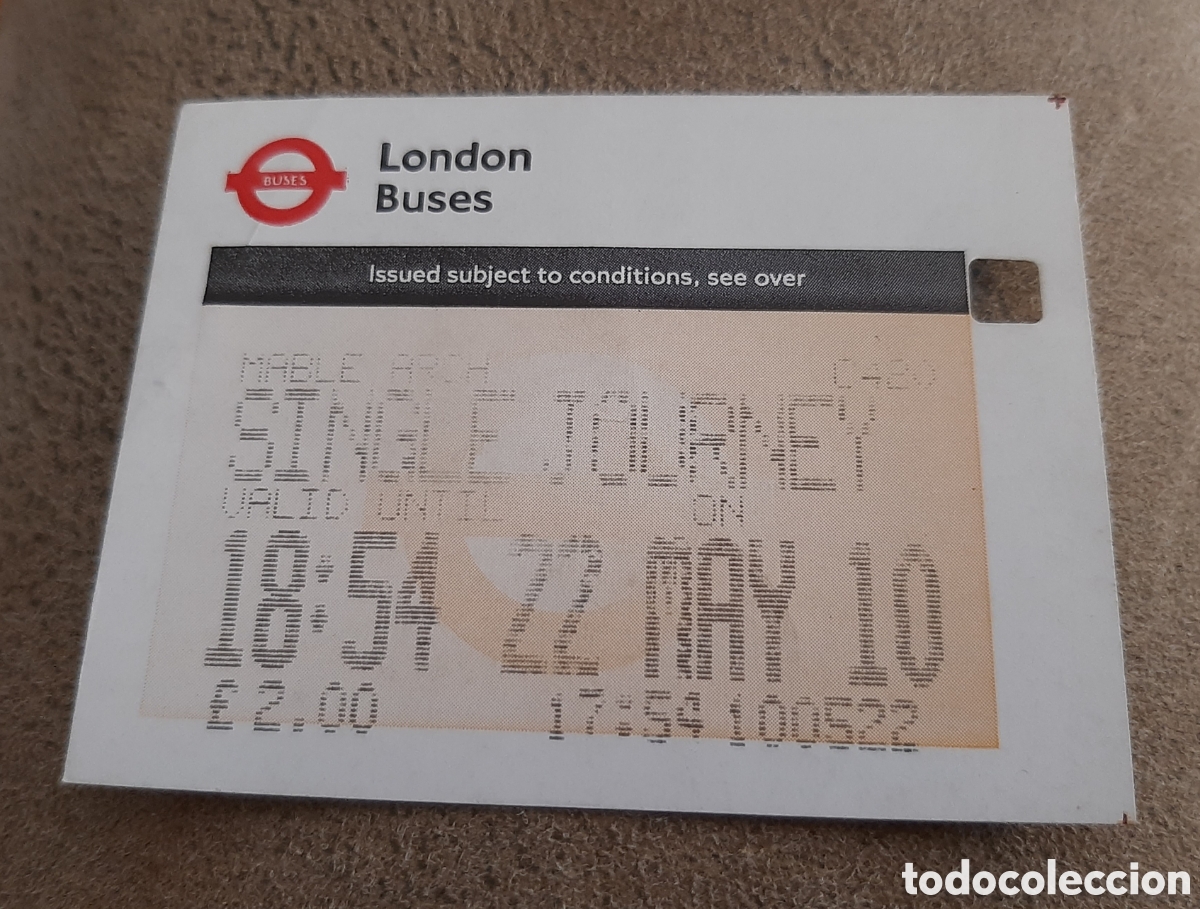 BUSES
London
Buses
Issued subject to conditions, see over
MABLE ARCH
SINGLE JOURNEY
VALID UNTIL ON
18:54 22 MAY 10
£2.00 17:54 100522
todocoleccion